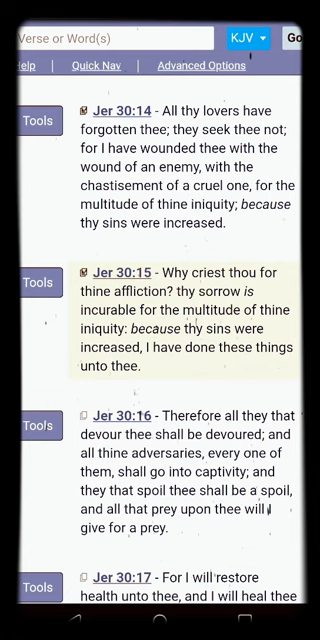 Verse or Word(s) KJV Go
Help | Quick Nav | Advanced Options
Tools Jer 30:14 - All thy lovers have
forgotten thee; they seek thee not;
for I have wounded thee with the
wound of an enemy, with the
chastisement of a cruel one, for the
multitude of thine iniquity; because
thy sins were increased.
Tools Jer 30:15 - Why criest thou for
thine affliction? thy sorrow is
incurable for the multitude of thine
iniquity: because thy sins were
increased, I have done these things
unto thee.
Tools Jer 30:16 - Therefore all they that
devour thee shall be devoured; and
all thine adversaries, every one of
them, shall go into captivity; and
they that spoil thee shall be a spoil,
and all that prey upon thee will I
give for a prey.
Tools Jer 30:17 - For I will restore
health unto thee, and I will heal thee